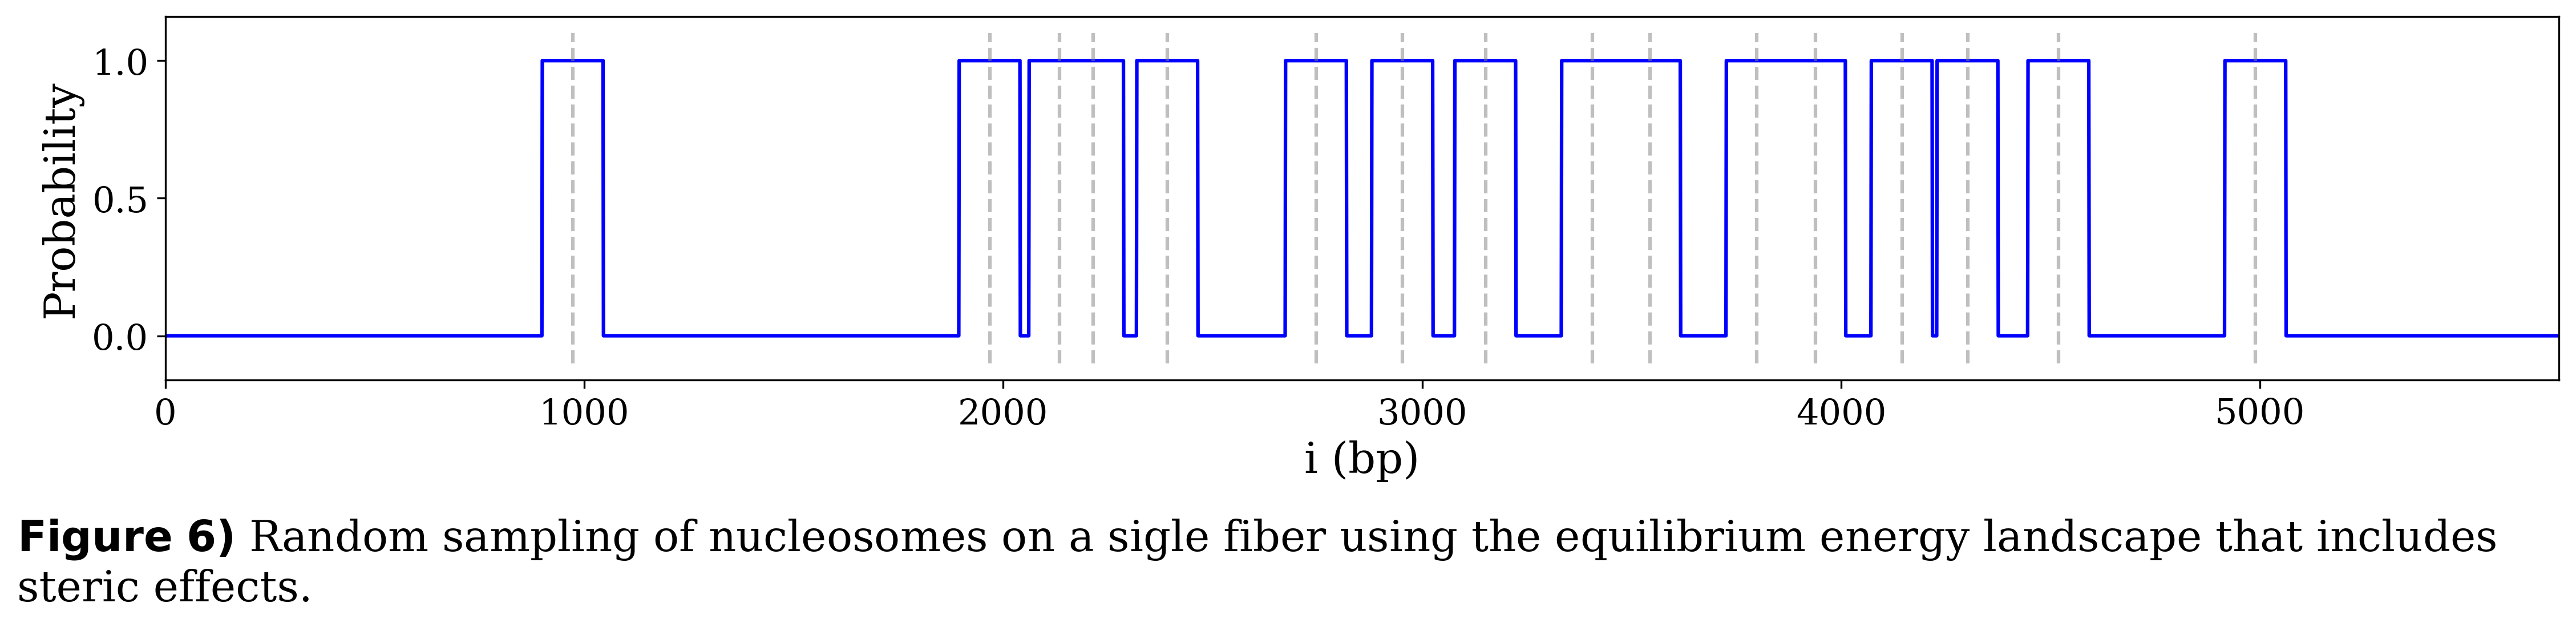 Probability
1.0
0.5
0.0
0 1000 2000 3000 4000 5000
i (bp)
Figure 6) Random sampling of nucleosomes on a sigle fiber using the equilibrium energy landscape that includes
steric effects.